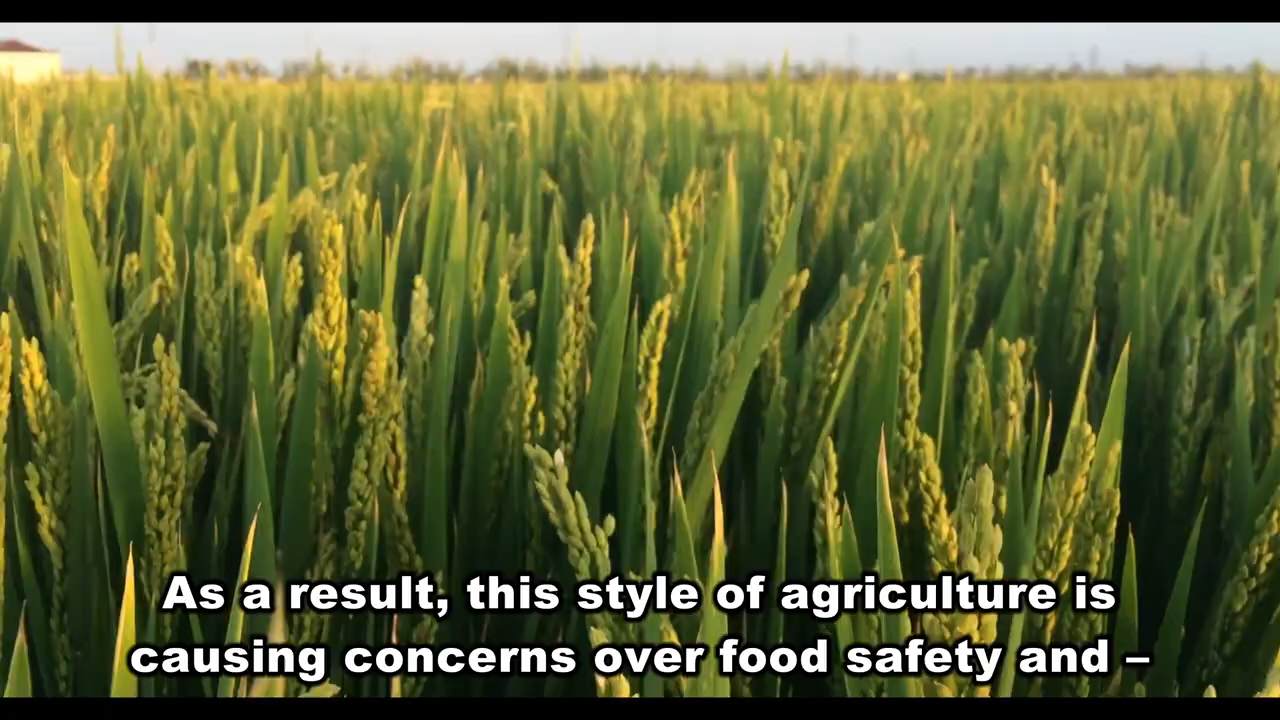 As a result, this style of agriculture is
causing concerns over food safety and –